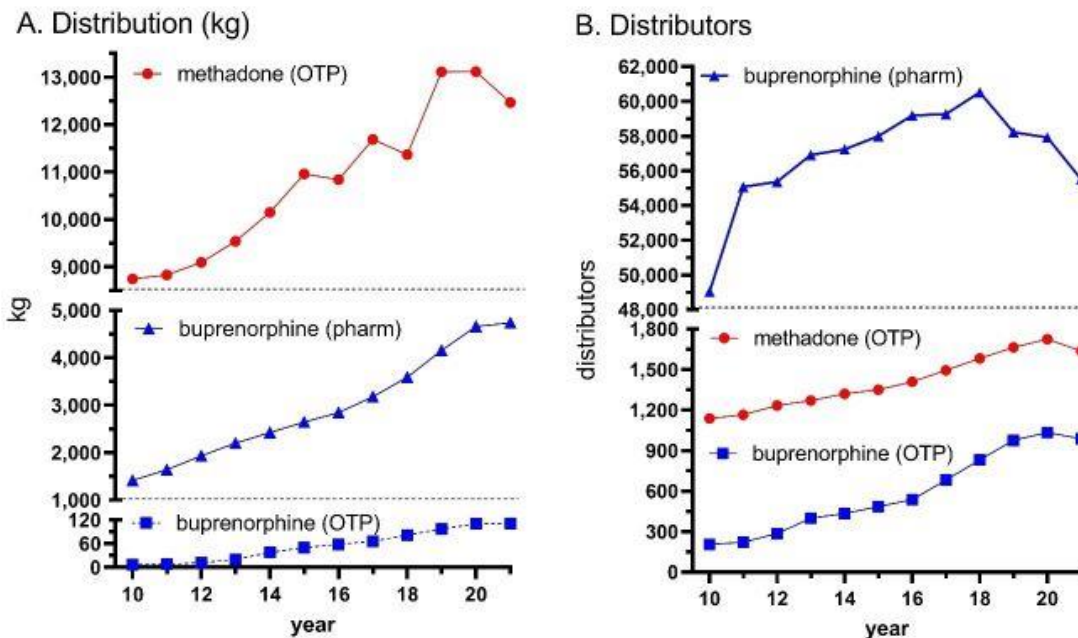 A. Distribution (kg)
13,000
12,000
11,000
10,000
9,000
methadone (OTP)
kg
5,000
4,000
3,000
2,000
1,000
buprenorphine (pharm)
120
60
0
buprenorphine (OTP)
10 12 14 16 18 20
year
B. Distributors
62,000
60,000
58,000
56,000
54,000
52,000
50,000
48,000
buprenorphine (pharm)
distributors
1,800
1,500
1,200
900
600
300
0
methadone (OTP)
buprenorphine (OTP)
10 12 14 16 18 20
year